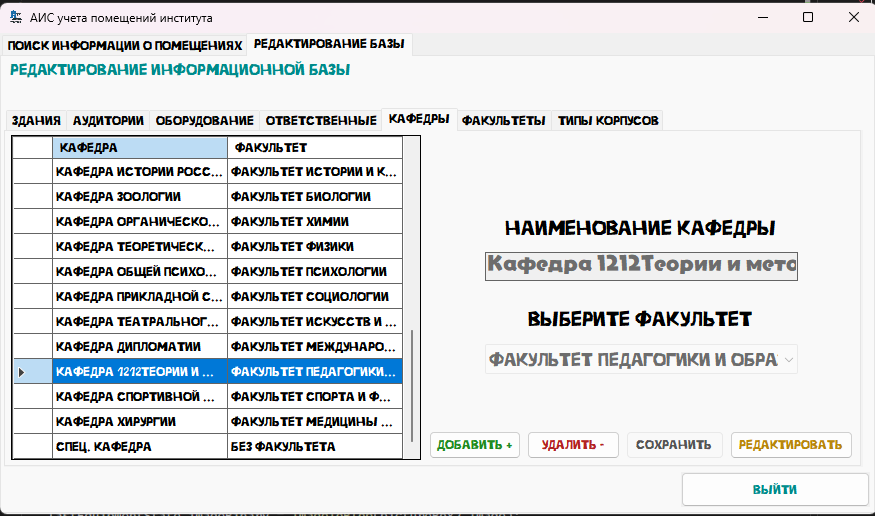 АИС учета помещений института
ПОИСК ИНФОРМАЦИИ О ПОМЕЩЕНИЯХ РЕДАКТИРОВАНИЕ БАЗЫ
РЕДАКТИРОВАНИЕ ИНФОРМАЦИОННОЙ БАЗЫ
ЗДАНИЯ АУДИТОРИИ ОБОРУДОВАНИЕ ОТВЕТСТВЕННЫЕ КАФЕДРЫ ФАКУЛЬТЕТЫ ТИПЫ КОРПУСОВ
КАФЕДРА ФАКУЛЬТЕТ
КАФЕДРА ИСТОРИИ РОСС... ФАКУЛЬТЕТ ИСТОРИИ И К...
КАФЕДРА ЗООЛОГИИ ФАКУЛЬТЕТ БИОЛОГИИ
КАФЕДРА ОРГАНИЧЕСКО... ФАКУЛЬТЕТ ХИМИИ
КАФЕДРА ТЕОРЕТИЧЕСК... ФАКУЛЬТЕТ ФИЗИКИ
КАФЕДРА ОБЩЕЙ ПСИХО... ФАКУЛЬТЕТ ПСИХОЛОГИИ
КАФЕДРА ПРИКЛАДНОЙ С... ФАКУЛЬТЕТ СОЦИОЛОГИИ
КАФЕДРА ТЕАТРАЛЬНОГ... ФАКУЛЬТЕТ ИСКУССТВ И ...
КАФЕДРА ДИПЛОМАТИИ ФАКУЛЬТЕТ МЕЖДУНАРО...
КАФЕДРА 1212ТЕОРИИ И ... ФАКУЛЬТЕТ ПЕДАГОГИКИ...
КАФЕДРА СПОРТИВНОЙ ... ФАКУЛЬТЕТ СПОРТА И Ф...
КАФЕДРА ХИРУРГИИ ФАКУЛЬТЕТ МЕДИЦИНЫ ...
СПЕЦ. КАФЕДРА БЕЗ ФАКУЛЬТЕТА
НАИМЕНОВАНИЕ КАФЕДРЫ
Кафедра 1212Теории и мето
ВЫБЕРИТЕ ФАКУЛЬТЕТ
ФАКУЛЬТЕТ ПЕДАГОГИКИ И ОБРА
ДОБАВИТЬ + УДАЛИТЬ - СОХРАНИТЬ РЕДАКТИРОВАТЬ
ВЫЙТИ